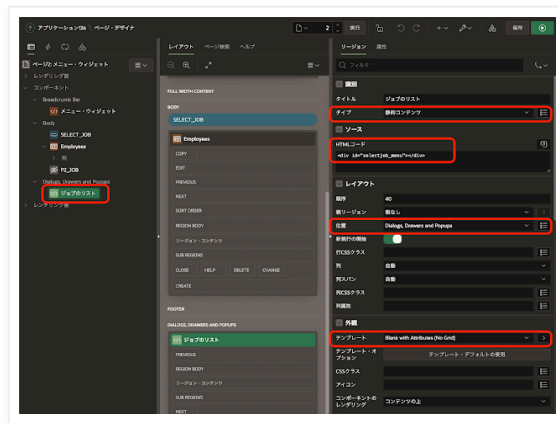 アプリケーション136 \ ページ・デザイナ
2
実行
保存
ページ2: メニュー・ウィジェット
レンダリング前
コンポーネント
Breadcrumb Bar
メニュー・ウィジェット
Body
SELECT_JOB
Employees
列
P2_JOB
Dialogs, Drawers and Popups
ジョブのリスト
レンダリング後
レイアウト
ページ検索
ヘルプ
FULL WIDTH CONTENT
BODY
SELECT_JOB
Employees
COPY
EDIT
PREVIOUS
NEXT
SORT ORDER
REGION BODY
リージョン・コンテンツ
SUB REGIONS
CLOSE HELP DELETE CHANGE
CREATE
FOOTER
DIALOGS, DRAWERS AND POPUPS
ジョブのリスト
PREVIOUS
REGION BODY
リージョン・コンテンツ
SUB REGIONS
NEXT
リージョン
属性
フィルタ
識別
タイトル ジョブのリスト
タイプ 静的コンテンツ
ソース
HTMLコード
<div id="selectjob_menu"></div>
レイアウト
順序 40
親リージョン 親なし
位置 Dialogs, Drawers and Popups
新規行の開始
行CSSクラス
列 自動
列スパン 自動
列CSSクラス
列属性
外観
テンプレート Blank with Attributes (No Grid)
テンプレート・オプション テンプレート・デフォルトの使用
CSSクラス
アイコン
コンポーネントのレンダリング コンテンツの上